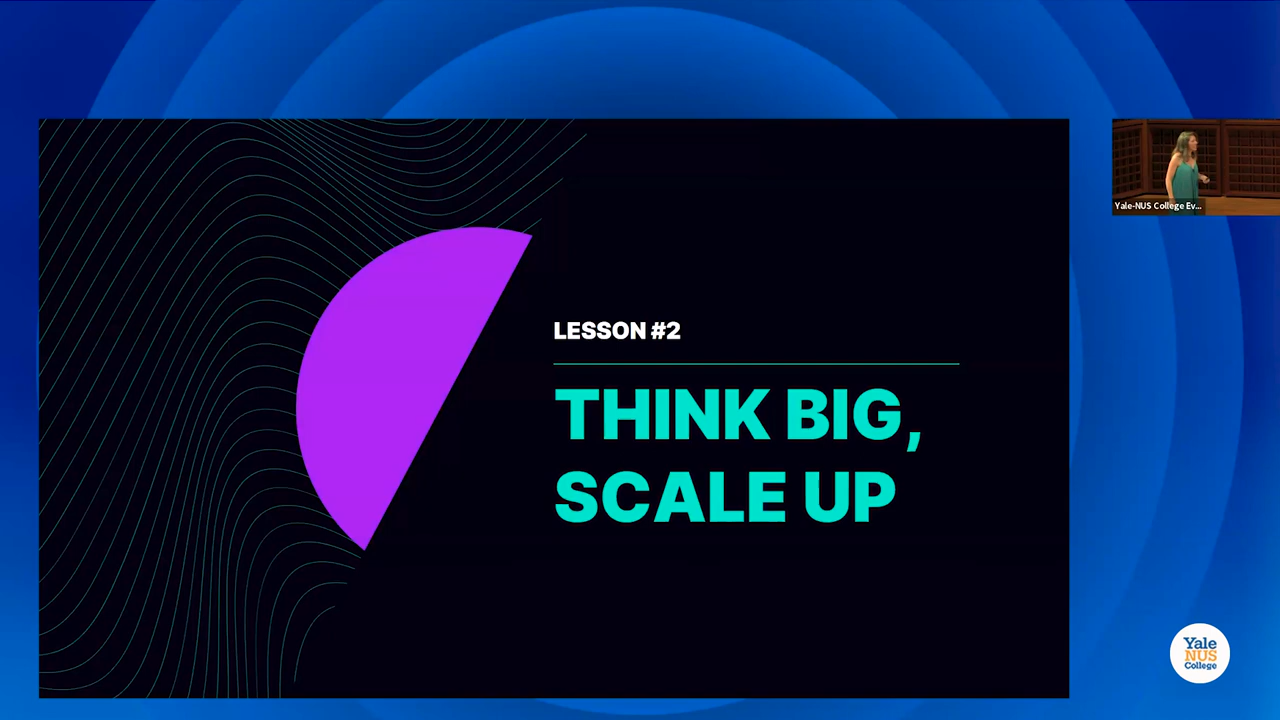 LESSON #2
THINK BIG,
SCALE UP
Yale-NUS College Ev...
Yale
NUS
College